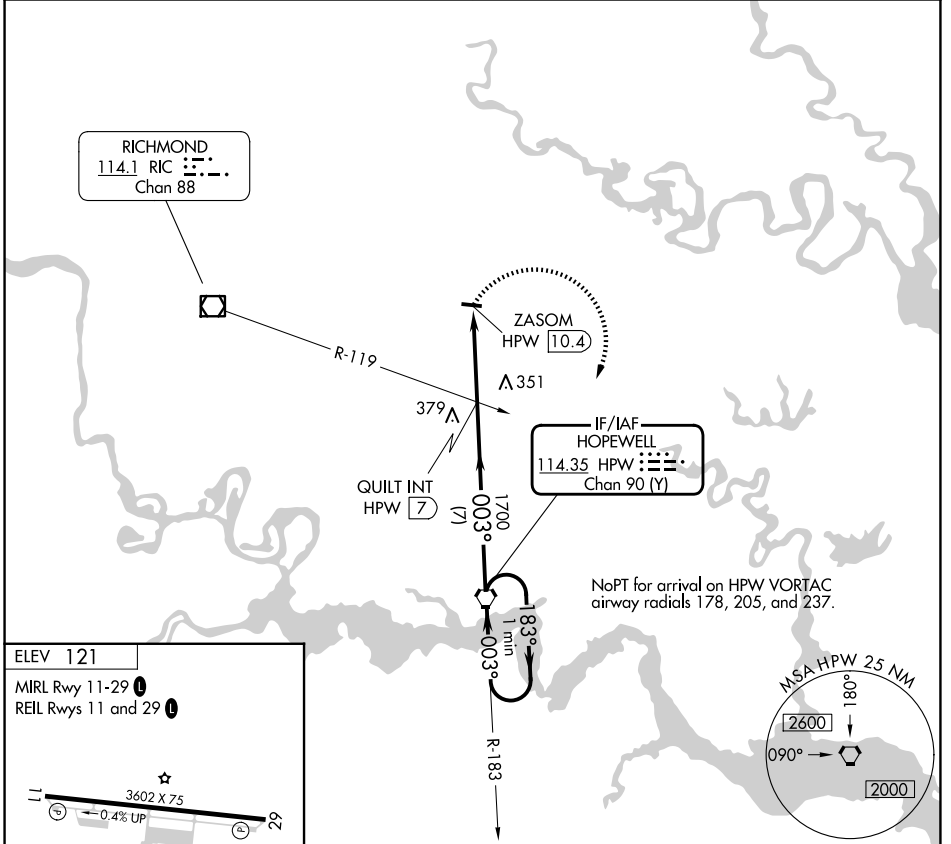 RICHMOND
114.1 RIC
Chan 88
R-119
ZASOM
HPW 10.4
351
379
IF/IAF
HOPEWELL
114.35 HPW
Chan 90 (Y)
QUILT INT
HPW 7
1700
003°
(7)
NoPT for arrival on HPW VORTAC
airway radials 178, 205, and 237.
183°
1 min
003°
R-183
ELEV 121
MIRL Rwy 11-29 L
REIL Rwys 11 and 29 L
11
3602 X 75
0.4% UP
29
P
P
MSA HPW 25 NM
180°
2600
090°
2000